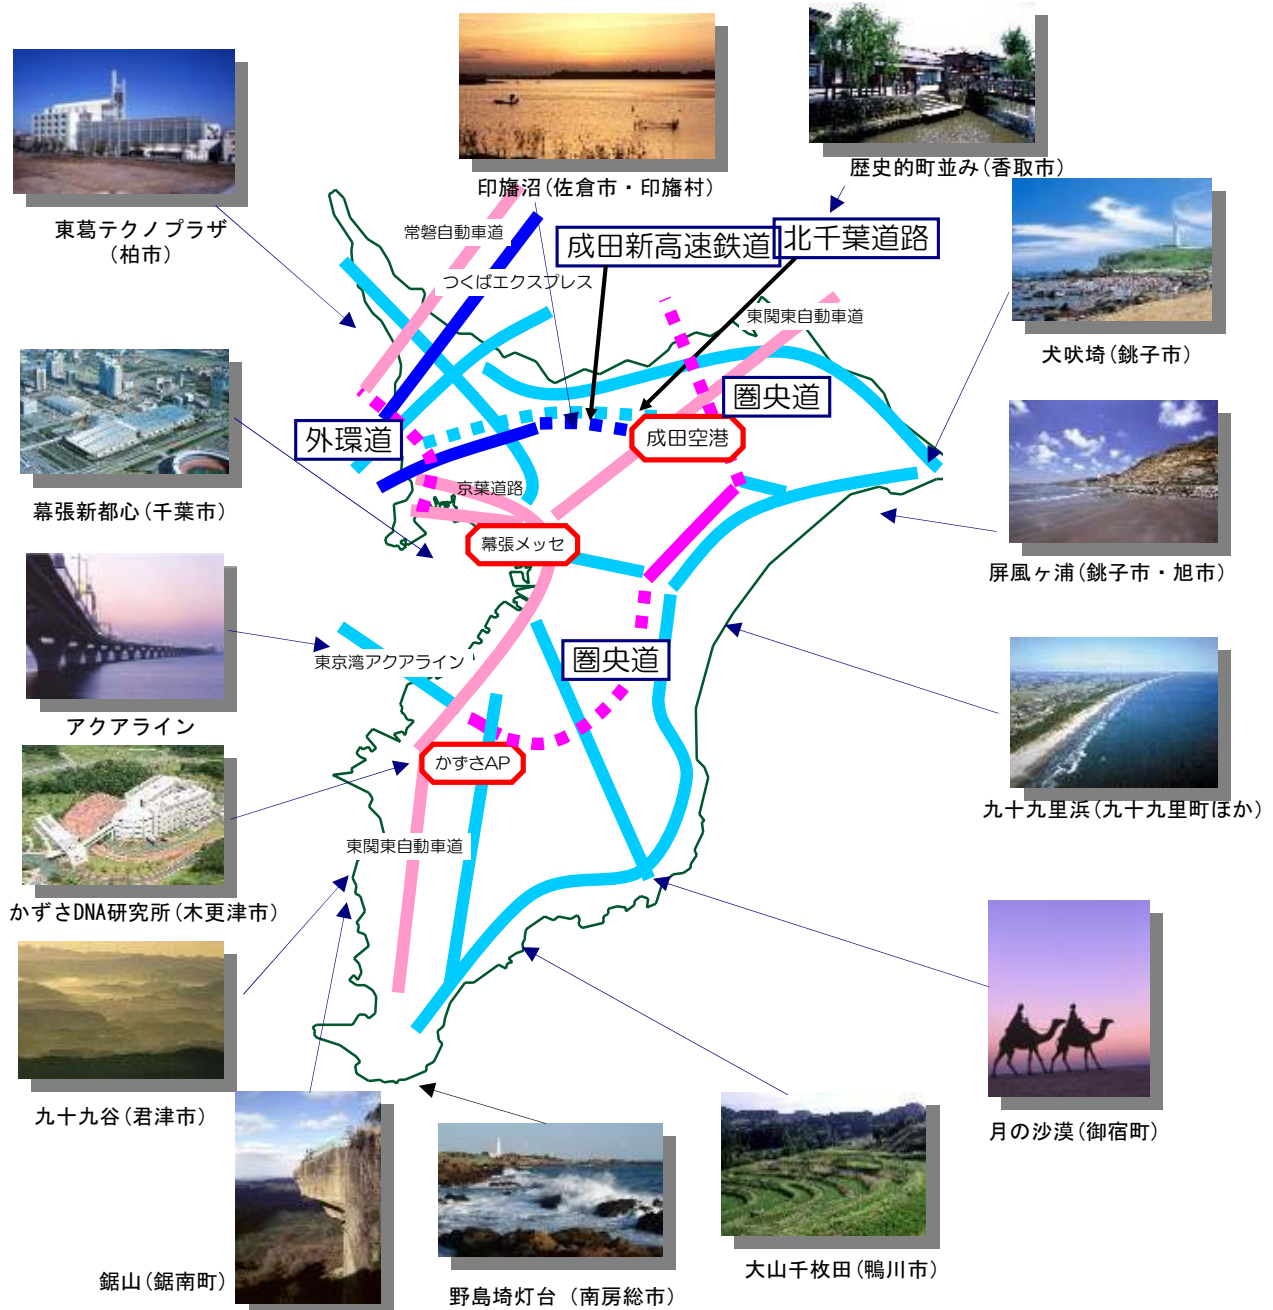 歴史的町並み(香取市)
印旛沼(佐倉市・印旛村)
東葛テクノプラザ
(柏市)
常磐自動車道
成田新高速鉄道
北千葉道路
つくばエクスプレス
東関東自動車道
犬吠埼(銚子市)
圏央道
外環道
成田空港
京葉道路
幕張新都心(千葉市)
幕張メッセ
屏風ヶ浦(銚子市・旭市)
圏央道
東京湾アクアライン
アクアライン
かずさAP
九十九里浜(九十九里町ほか)
東関東自動車道
かずさDNA研究所(木更津市)
九十九谷(君津市)
月の沙漠(御宿町)
大山千枚田(鴨川市)
鋸山(鋸南町)
野島埼灯台(南房総市)